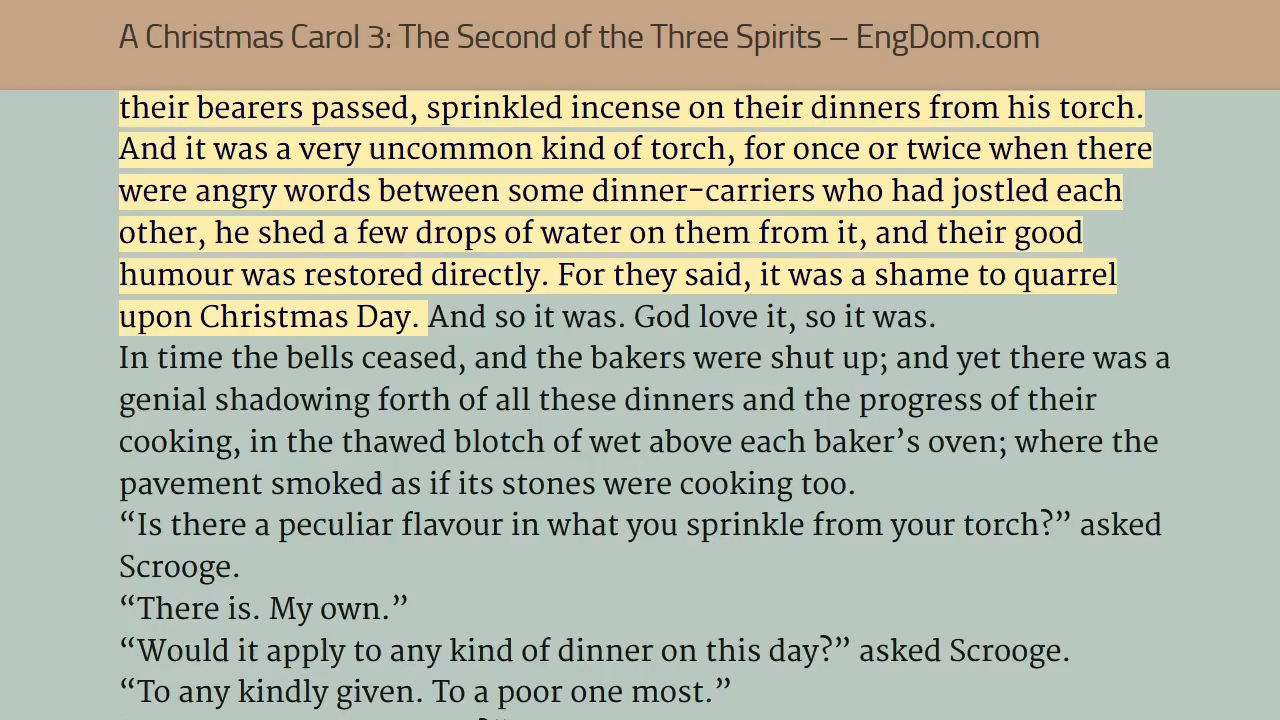 A Christmas Carol 3: The Second of the Three Spirits – EngDom.com
their bearers passed, sprinkled incense on their dinners from his torch.
And it was a very uncommon kind of torch, for once or twice when there
were angry words between some dinner-carriers who had jostled each
other, he shed a few drops of water on them from it, and their good
humour was restored directly. For they said, it was a shame to quarrel
upon Christmas Day. And so it was. God love it, so it was.
In time the bells ceased, and the bakers were shut up; and yet there was a
genial shadowing forth of all these dinners and the progress of their
cooking, in the thawed blotch of wet above each baker’s oven; where the
pavement smoked as if its stones were cooking too.
“Is there a peculiar flavour in what you sprinkle from your torch?” asked
Scrooge.
“There is. My own.”
“Would it apply to any kind of dinner on this day?” asked Scrooge.
“To any kindly given. To a poor one most.”